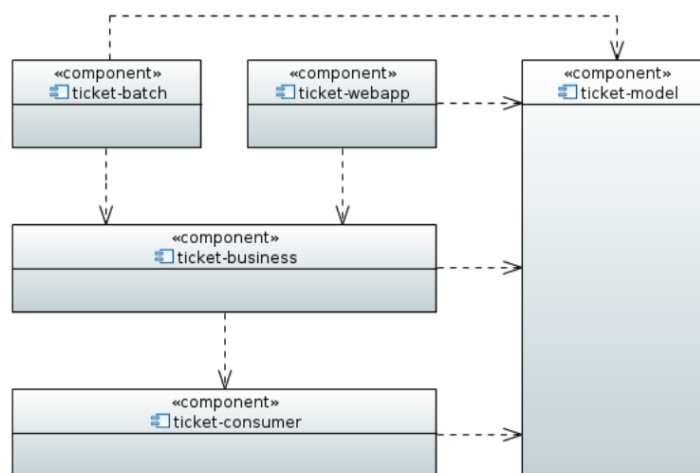 «component»
ticket-batch
«component»
ticket-webapp
«component»
ticket-model
«component»
ticket-business
«component»
ticket-consumer